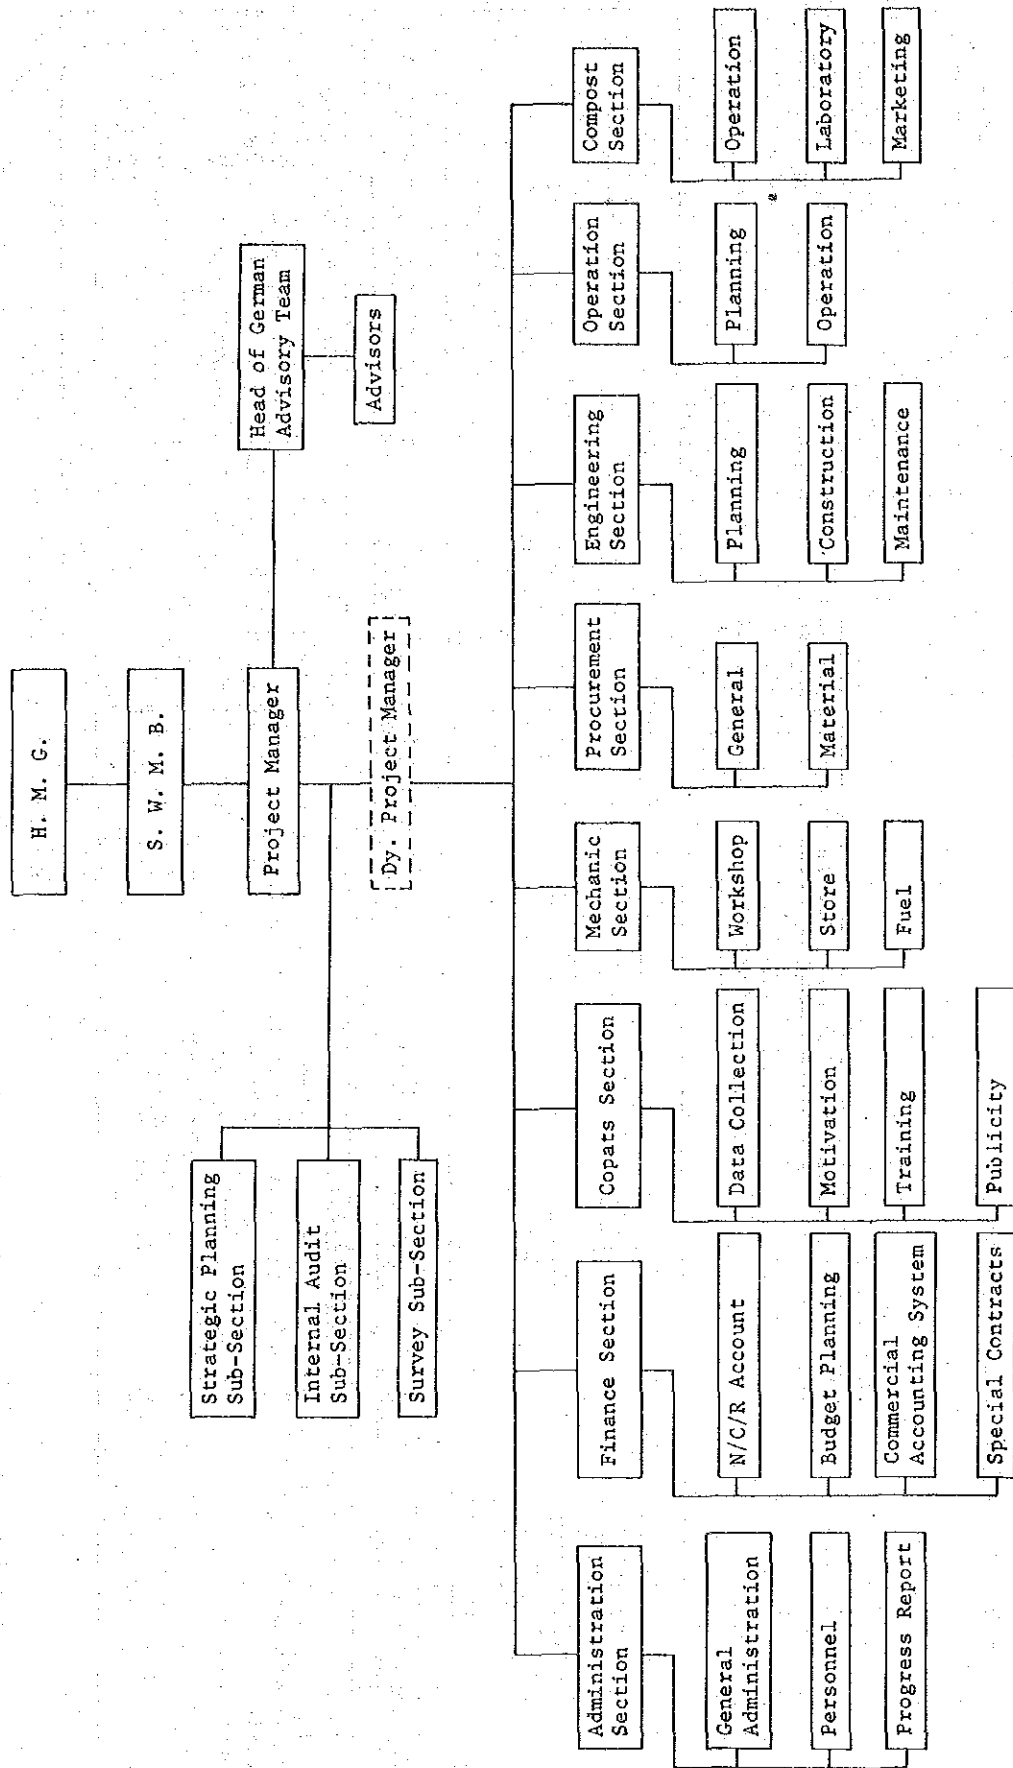 H. M. G.
S. W. M. B.
Project Manager
Head of German
Advisory Team
Advisors
Strategic Planning
Sub-Section
Internal Audit
Sub-Section
Survey Sub-Section
Dy. Project Manager
Administration
Section
General
Administration
Personnel
Progress Report
Finance Section
N/C/R Account
Budget Planning
Commercial
Accounting System
Special Contracts
Copats Section
Data Collection
Motivation
Training
Publicity
Mechanic
Section
Workshop
Store
Fuel
Procurement
Section
General
Material
Engineering
Section
Planning
Construction
Maintenance
Operation
Section
Planning
Operation
Compost
Section
Operation
Laboratory
Marketing